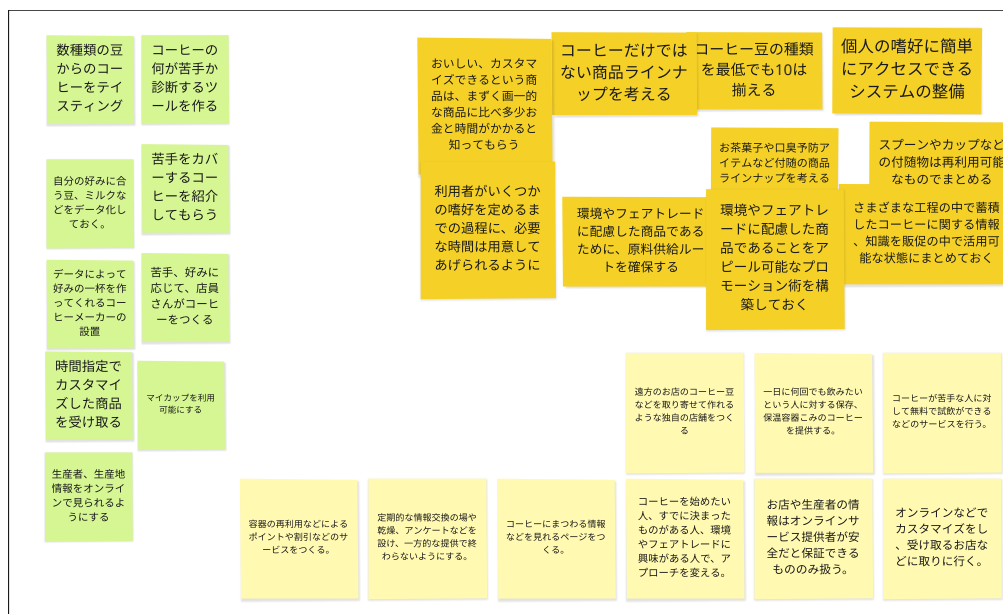 数種類の豆
からのコー
ヒーをテイ
スティング
コーヒーの
何が苦手か
診断するツ
ールを作る
自分の好みに合
う豆、ミルクな
どをデータ化し
ておく。
苦手をカバ
ーするコー
ヒーを紹介
してもらう
データによって
好みの一杯を作
ってくれるコー
ヒーメーカーの
設置
苦手、好みに
応じて、店員
さんがコーヒ
ーをつくる
時間指定で
カスタマイ
ズした商品
を受け取る
マイカップを利用
可能にする
生産者、生産地
情報をオンライ
ンで見られるよ
うにする
おいしい、カスタマ
イズできるという商
品は、まずく画一的
な商品に比べ多少お
金と時間がかかると
知ってもらう
コーヒーだけでは
ない商品ラインナ
ップを考える
コーヒー豆の種類
を最低でも10は
揃える
個人の嗜好に簡単
にアクセスできる
システムの整備
お茶菓子や口臭予防ア
イテムなど付随の商品
ラインナップを考える
スプーンやカップなど
の付随物は再利用可能
なものでまとめる
利用者がいくつか
の嗜好を定めるま
での過程に、必要
な時間は用意して
あげられるように
環境やフェアトレード
に配慮した商品である
ために、原料供給ルー
トを確保する
環境やフェアトレ
ードに配慮した商
品であることをア
ピール可能なプロ
モーション術を構
築しておく
さまざまな工程の中で蓄積
したコーヒーに関する情報
、知識を販促の中で活用可
能な状態にまとめておく
遠方のお店のコーヒー豆
などを取り寄せて作れる
ような独自の店舗をつく
る
一日に何回でも飲みたい
という人に対する保存、
保温容器こみのコーヒー
を提供する。
コーヒーが苦手な人に対
して無料で試飲ができる
などのサービスを行う。
容器の再利用などによる
ポイントや割引などのサ
ービスをつくる。
定期的な情報交換の場や
乾燥、アンケートなどを
設け、一方的な提供で終
わらないようにする。
コーヒーにまつわる情報
などを見れるページをつ
くる。
コーヒーを始めたい
人、すでに決まった
ものがある人、環境
やフェアトレードに
興味がある人で、ア
プローチを変える。
お店や生産者の情
報はオンラインサ
ービス提供者が安
全だと保証できる
もののみ扱う。
オンラインなどで
カスタマイズをし
、受け取るお店な
どに取りに行く。